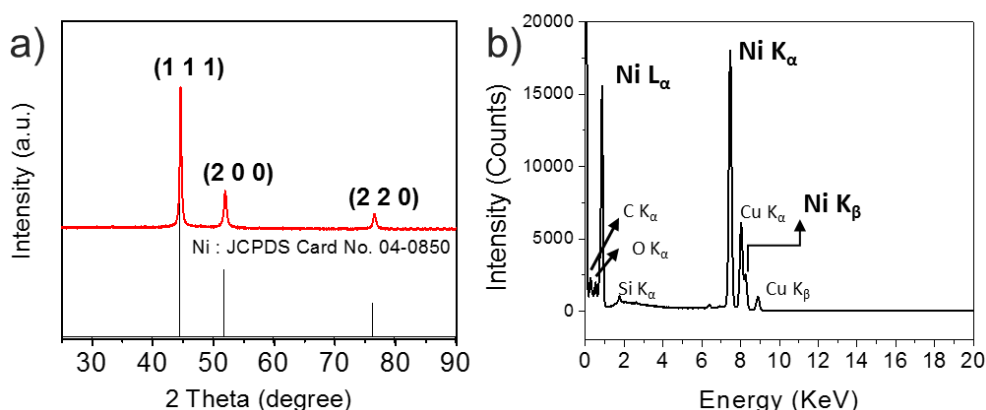 a)
(1 1 1)
(2 0 0)
(2 2 0)
Ni : JCPDS Card No. 04-0850
Intensity (a.u.)
30 40 50 60 70 80 90
2 Theta (degree)
b)
20000
15000
10000
5000
0
Intensity (Counts)
Ni Lα
Ni Kα
C Kα
O Kα
Si Kα
Cu Kα
Ni Kβ
Cu Kβ
0 2 4 6 8 10 12 14 16 18 20
Energy (KeV)